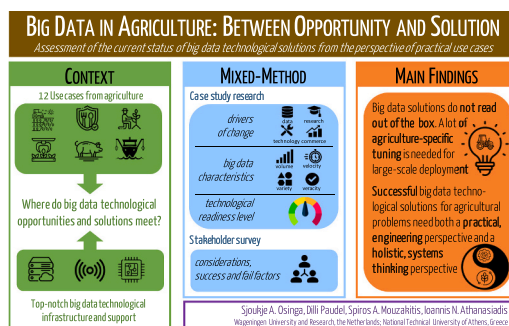 BIG DATA IN AGRICULTURE: BETWEEN OPPORTUNITY AND SOLUTION
Assessment of the current status of big data technological solutions from the perspective of practical use cases
CONTEXT
12 Use cases from agriculture
Where do big data technological
opportunities and solutions meet?
Top-notch big data technological
infrastructure and support
MIXED-METHOD
Case study research
drivers
of change
data
research
technology
commerce
big data
characteristics
volume
velocity
variety
veracity
technological
readiness level
Stakeholder survey
considerations,
success and fail factors
MAIN FINDINGS
Big data solutions do not read
out of the box. A lot of
agriculture-specific
tuning is needed for
large-scale deployment
Successful big data techno-
logical solutions for agricultural
problems need both a practical,
engineering perspective and a
holistic, systems
thinking perspective
Sjoukje A. Osinga, Dilli Paudel, Spiros A. Mouzakitis, Ioannis N. Athanasiadis
Wageningen University and Research, the Netherlands; National Technical University of Athens, Greece